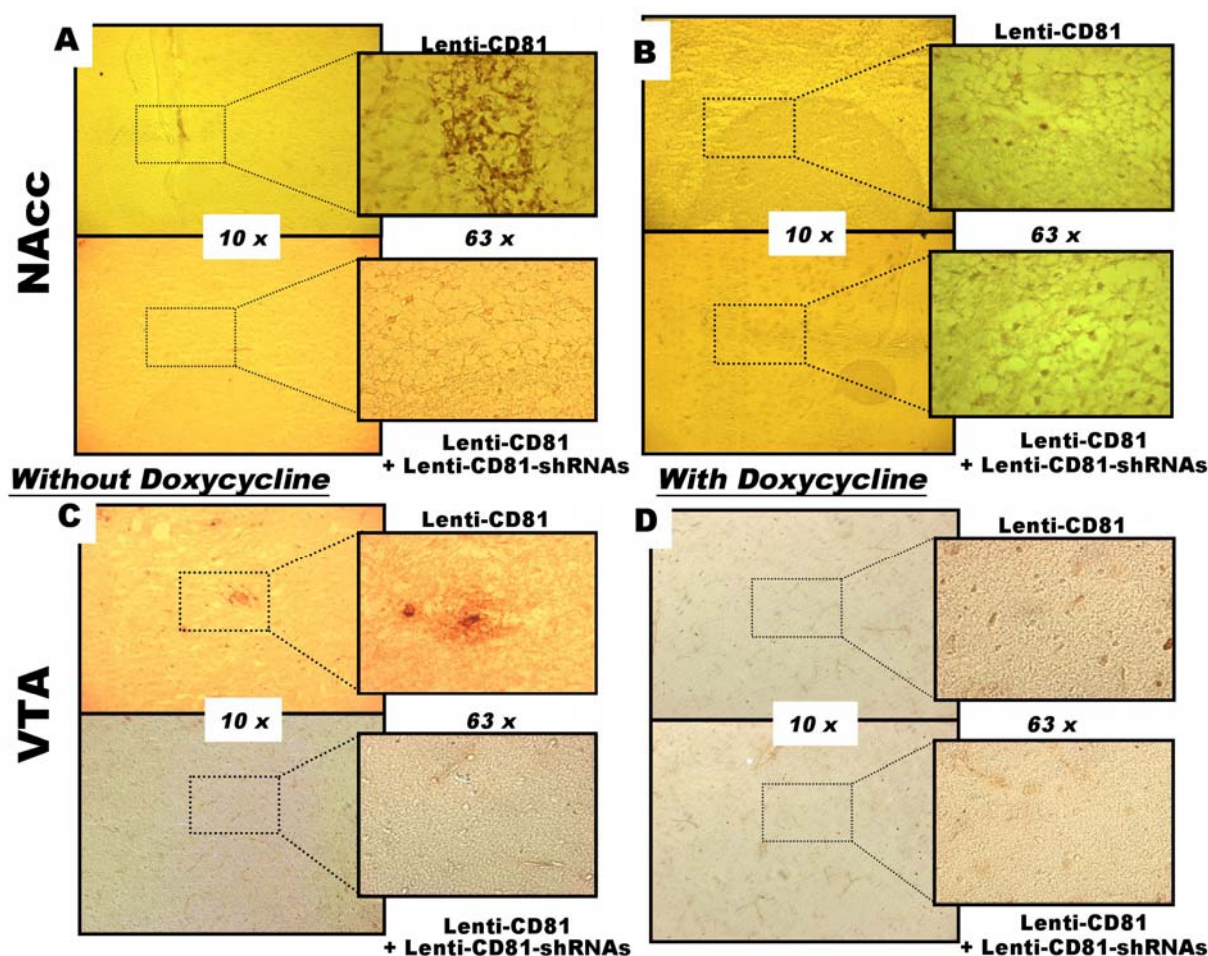 A
Lenti-CD81
B
Lenti-CD81
NAcc
10 x
63 x
10 x
63 x
Lenti-CD81
+ Lenti-CD81-shRNAs
Lenti-CD81
+ Lenti-CD81-shRNAs
Without Doxycycline
With Doxycycline
C
Lenti-CD81
D
Lenti-CD81
VTA
10 x
63 x
10 x
63 x
Lenti-CD81
+ Lenti-CD81-shRNAs
Lenti-CD81
+ Lenti-CD81-shRNAs